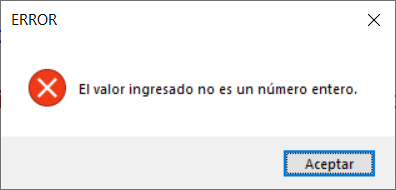 ERROR
El valor ingresado no es un número entero.
Aceptar